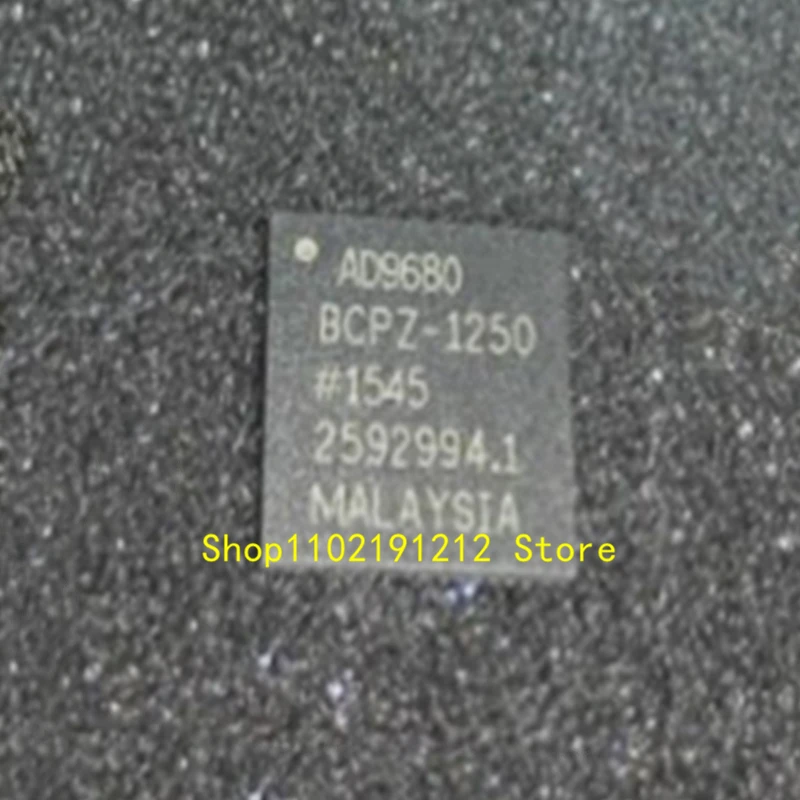 AD9680
BCPZ-1250
#1545
2592994.1
MALAYSIA
Shop1102191212 Store